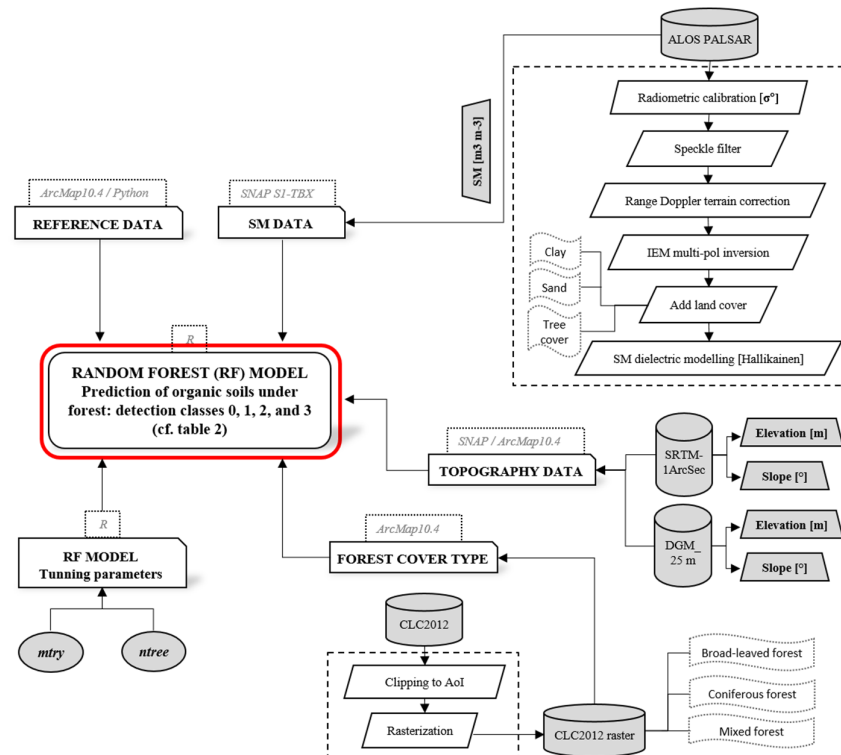 ALOS PALSAR
Radiometric calibration [σ°]
Speckle filter
Range Doppler terrain correction
IEM multi-pol inversion
Clay
Sand
Tree
cover
Add land cover
SM dielectric modelling [Hallikainen]
SM [m3 m-3]
ArcMap10.4 / Python
REFERENCE DATA
SNAP S1-TBX
SM DATA
R
RANDOM FOREST (RF) MODEL
Prediction of organic soils under
forest: detection classes 0, 1, 2, and 3
(cf. table 2)
SNAP / ArcMap10.4
TOPOGRAPHY DATA
SRTM-
1ArcSec
Elevation [m]
Slope [°]
DGM_
25 m
Elevation [m]
Slope [°]
R
RF MODEL
Tunning parameters
mtry
ntree
ArcMap10.4
FOREST COVER TYPE
CLC2012
Clipping to AoI
Rasterization
CLC2012 raster
Broad-leaved forest
Coniferous forest
Mixed forest